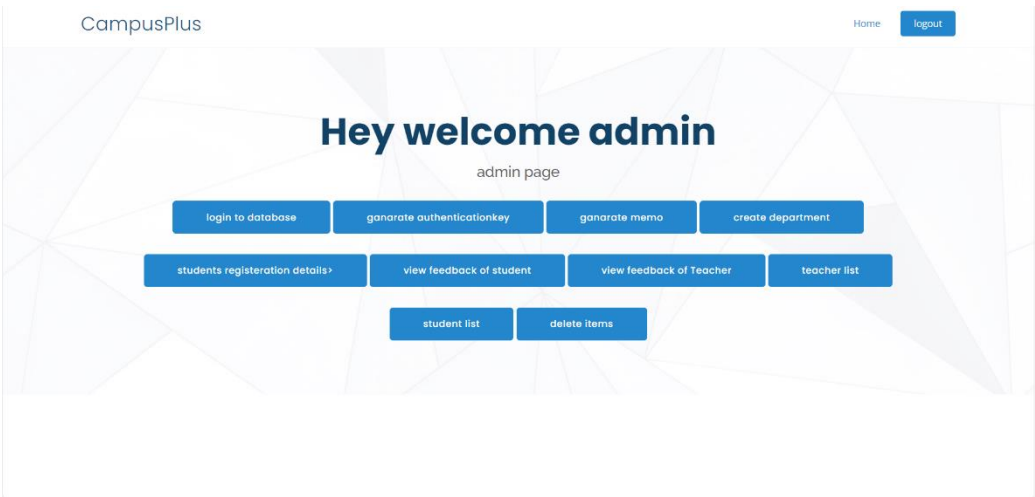 CampusPlus Home logout
Hey welcome admin
admin page
login to database ganarate authenticationkey ganarate memo create department
students registeration details> view feedback of student view feedback of Teacher teacher list
student list delete items